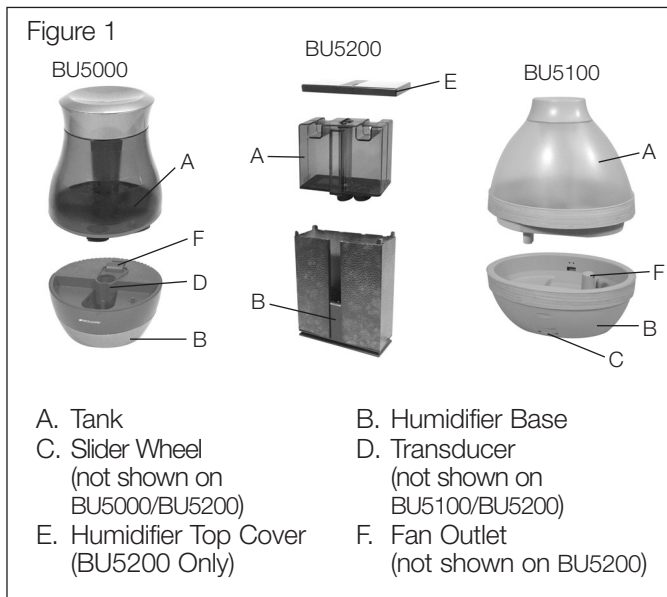 Figure 1
BU5000
BU5200
BU5100
E
A
A
A
F
D
B
B
F
B
C
A. Tank
B. Humidifier Base
C. Slider Wheel
(not shown on
BU5000/BU5200)
D. Transducer
(not shown on
BU5100/BU5200)
E. Humidifier Top Cover
(BU5200 Only)
F. Fan Outlet
(not shown on BU5200)